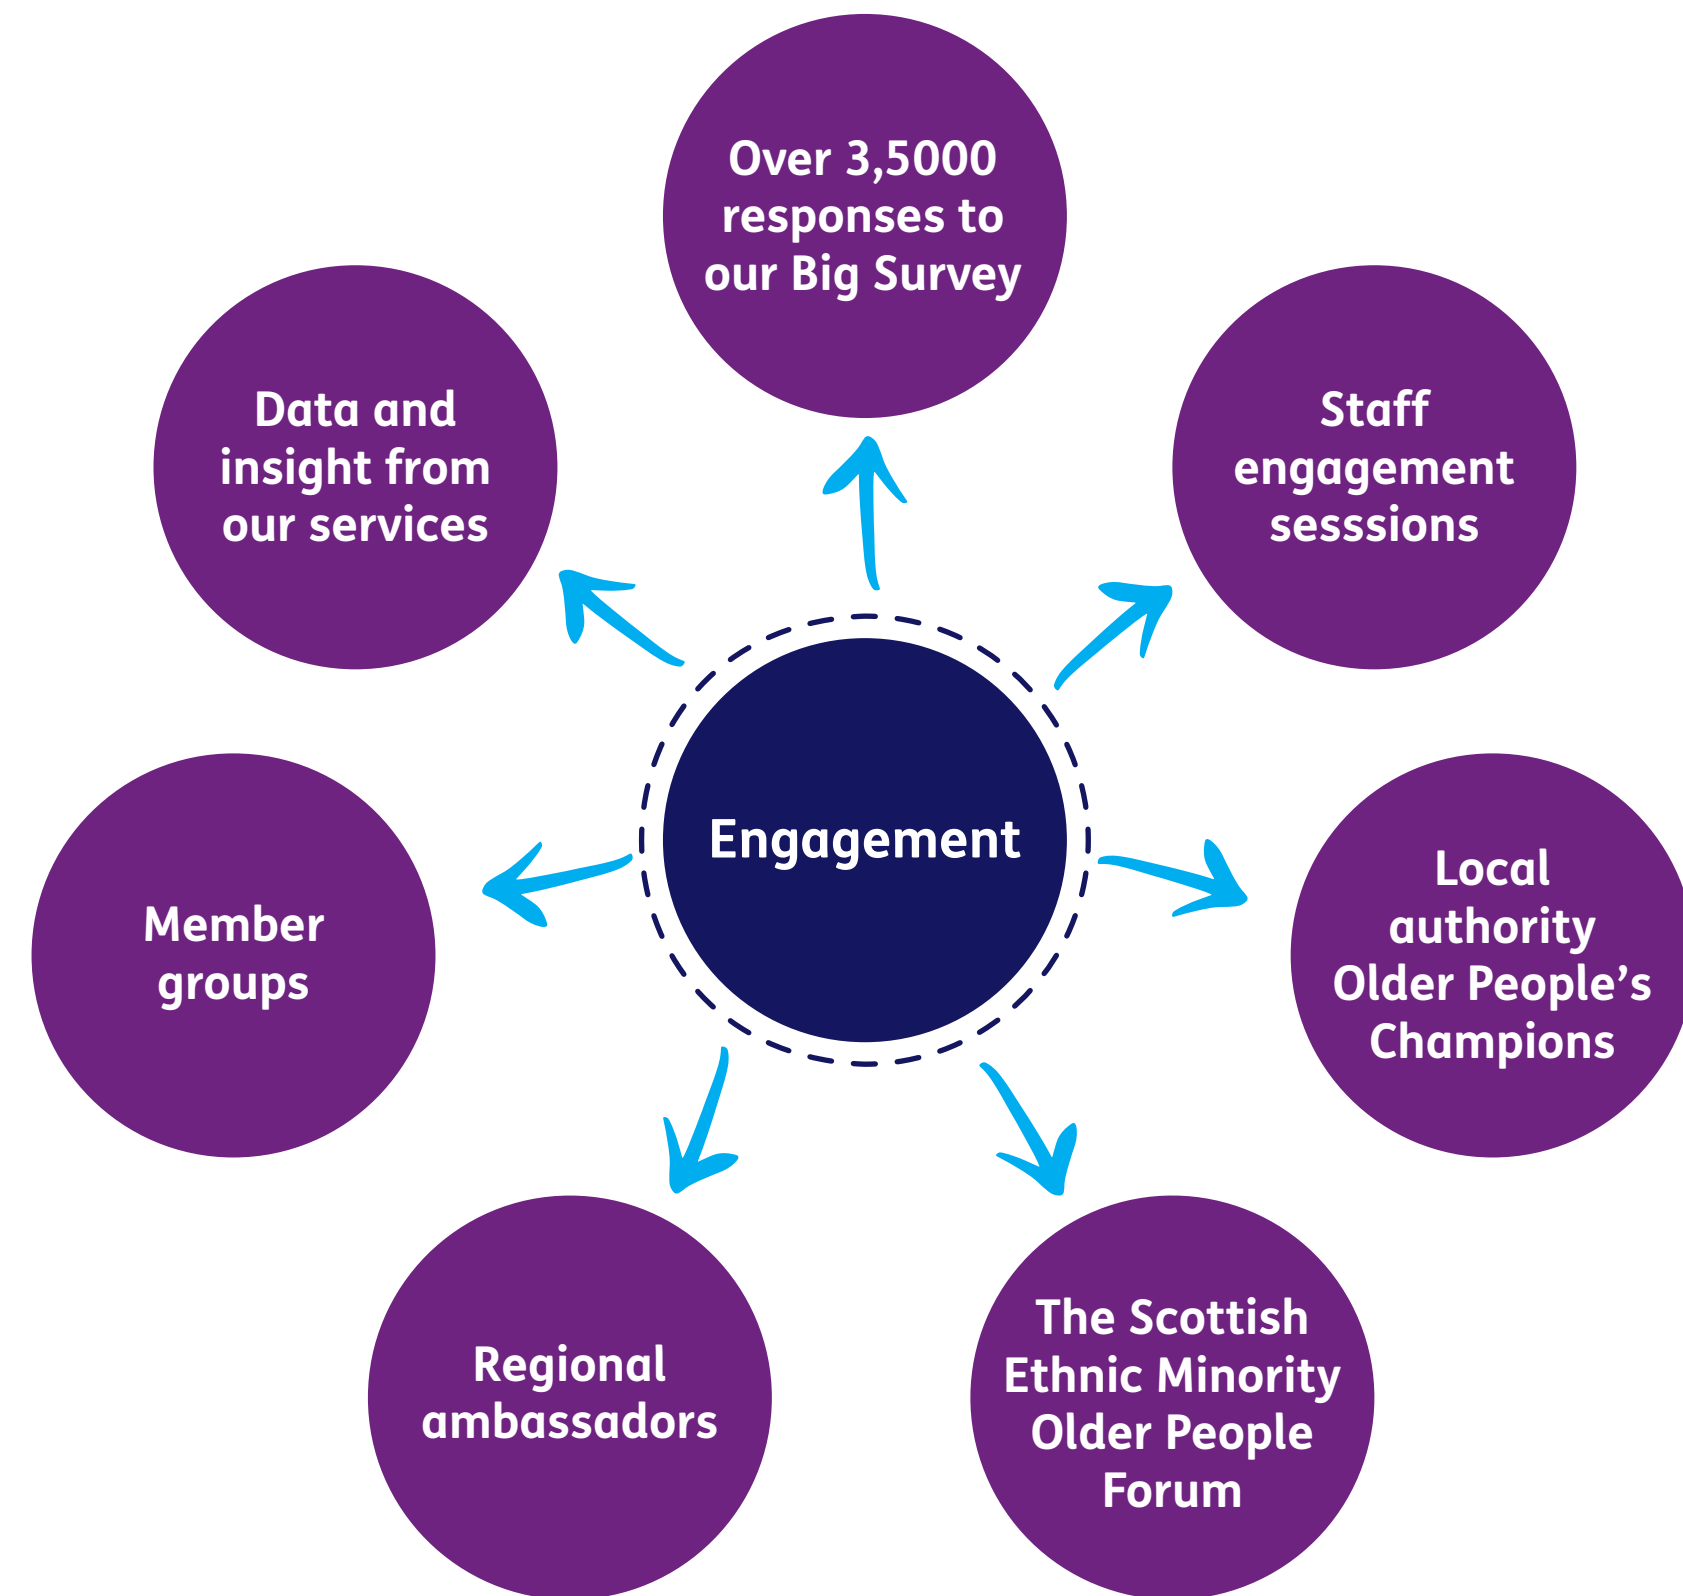 Over 3,5000
responses to
our Big Survey
Data and
insight from
our services
Staff
engagement
sesssions
Engagement
Member
groups
Local
authority
Older People’s
Champions
Regional
ambassadors
The Scottish
Ethnic Minority
Older People
Forum